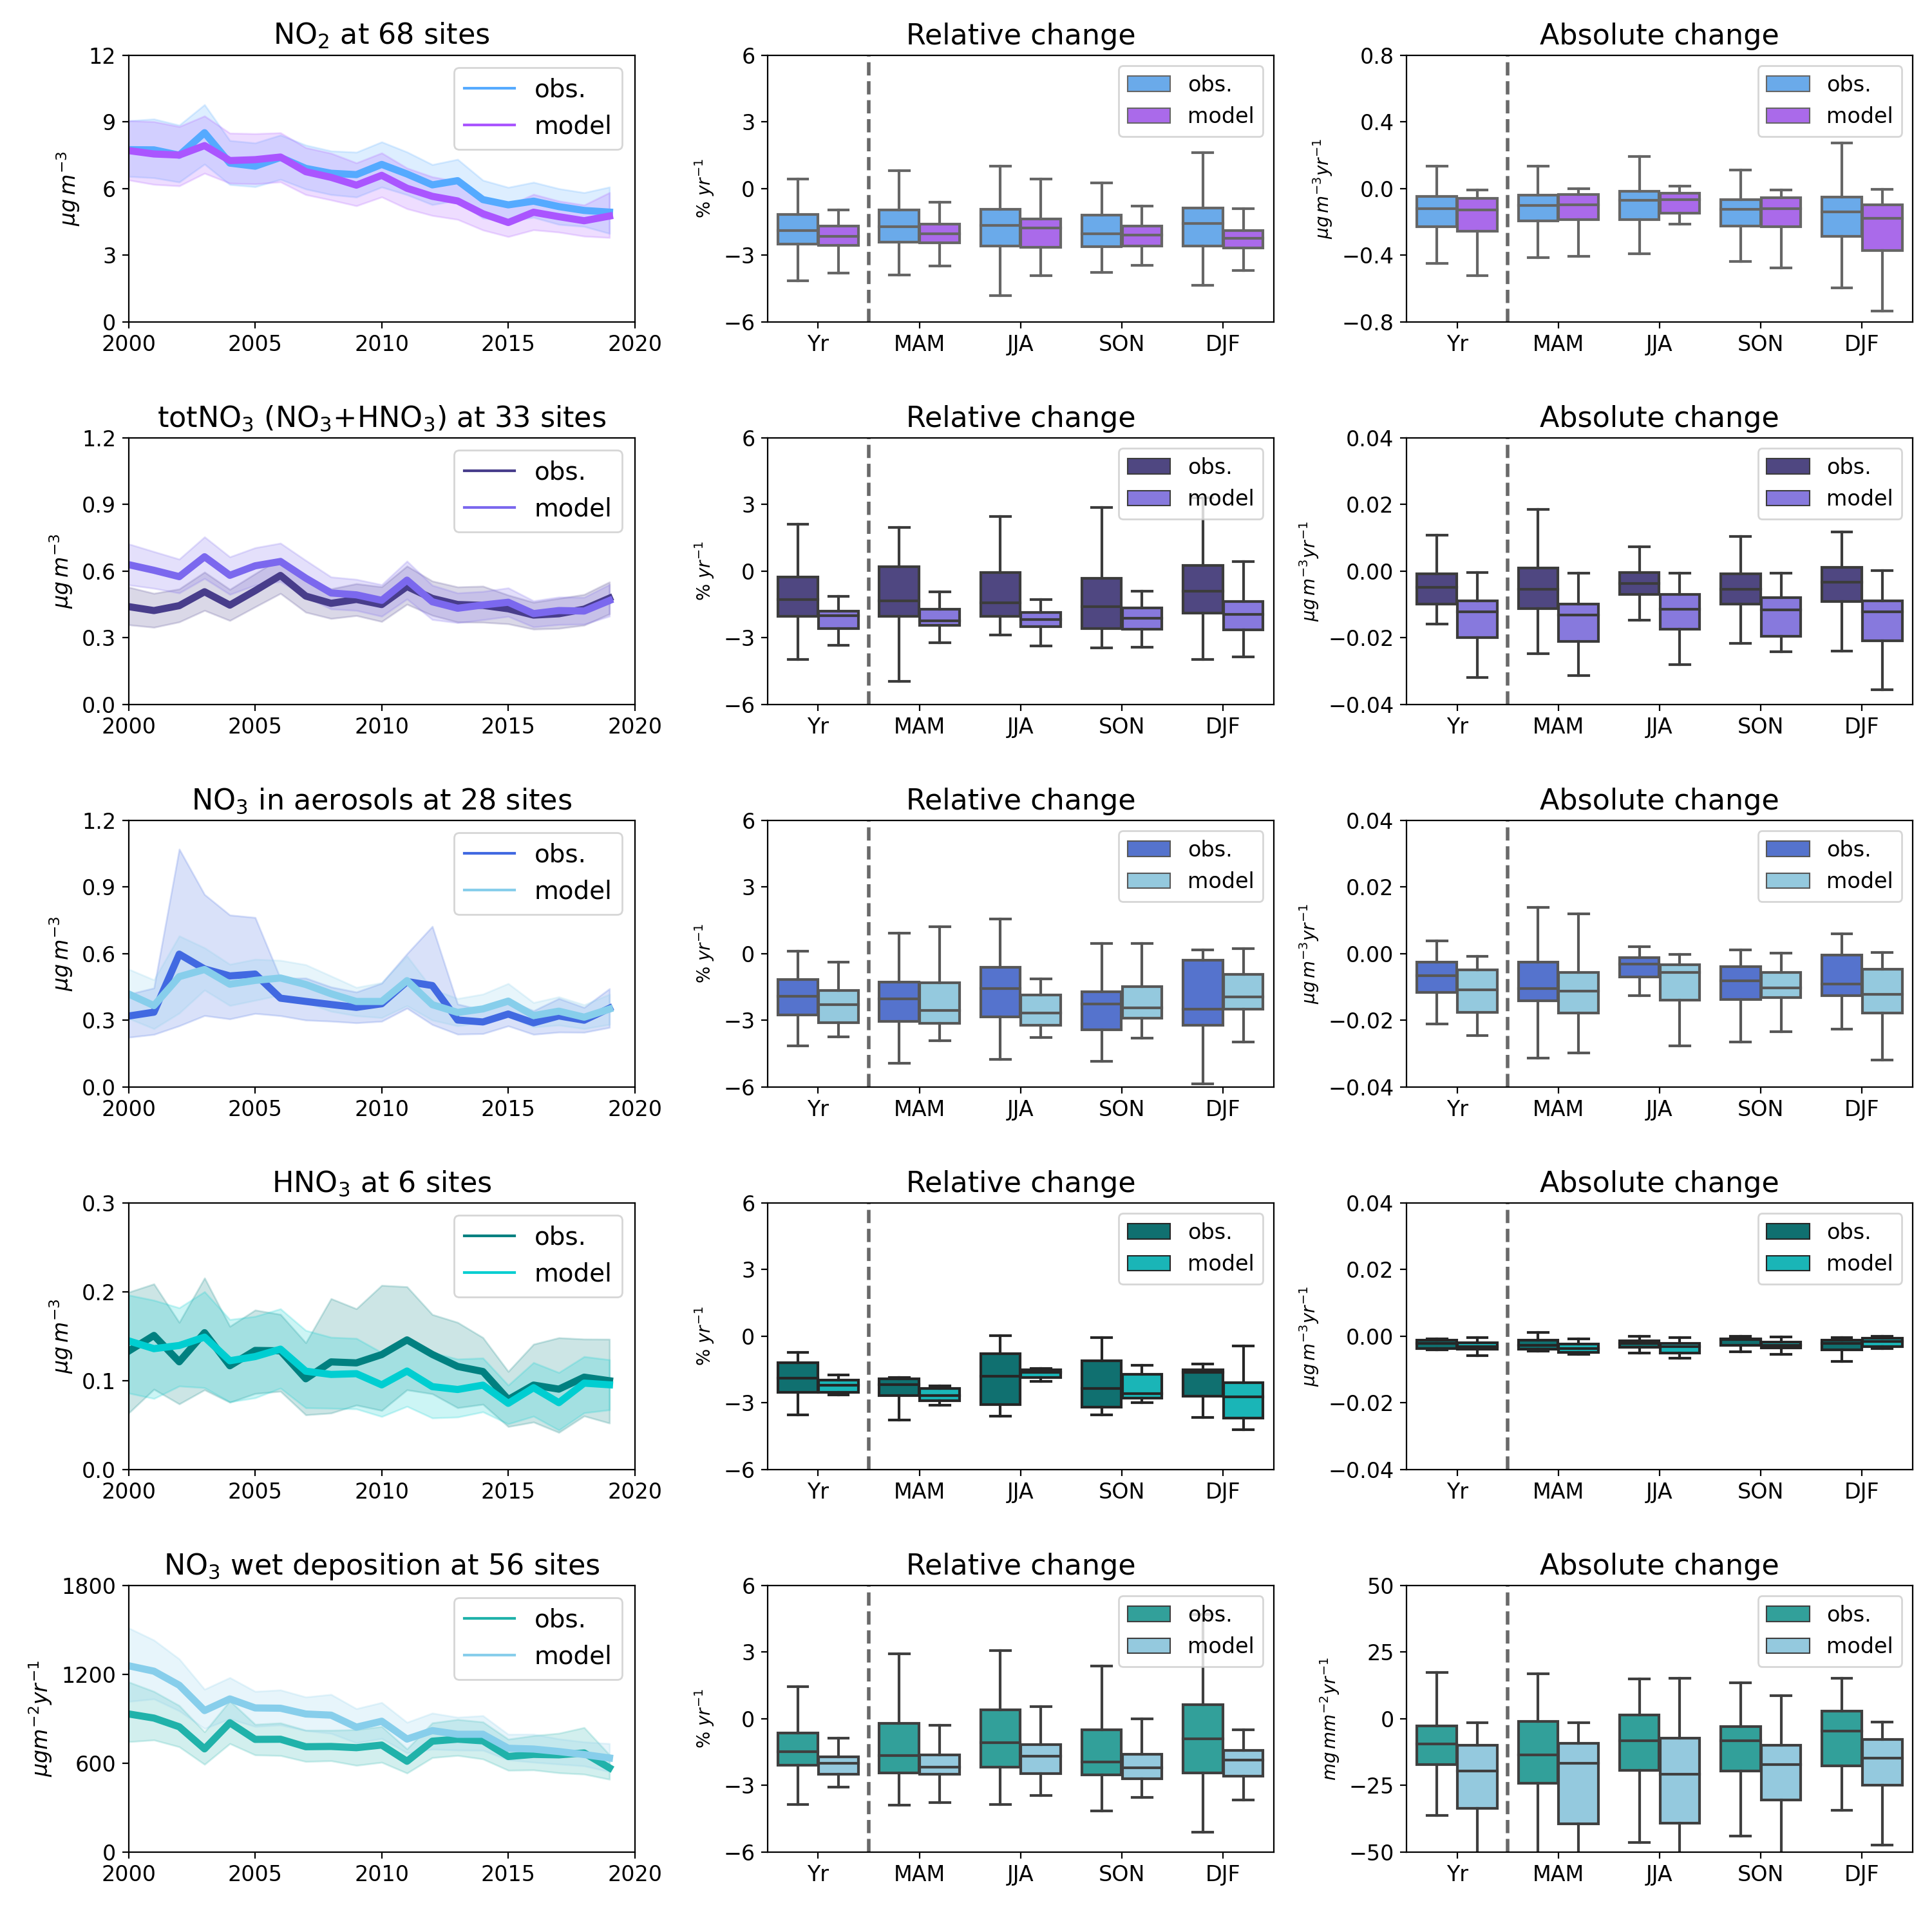 NO₂ at 68 sites
Relative change
Absolute change
12
9
6
3
0
μg m⁻³
obs.
model
2000 2005 2010 2015 2020
6
3
0
−3
−6
% yr⁻¹
obs.
model
Yr MAM JJA SON DJF
0.8
0.4
0.0
−0.4
−0.8
μg m⁻³yr⁻¹
obs.
model
Yr MAM JJA SON DJF
totNO₃ (NO₃+HNO₃) at 33 sites
Relative change
Absolute change
1.2
0.9
0.6
0.3
0.0
μg m⁻³
obs.
model
2000 2005 2010 2015 2020
6
3
0
−3
−6
% yr⁻¹
obs.
model
Yr MAM JJA SON DJF
0.04
0.02
0.00
−0.02
−0.04
μg m⁻³yr⁻¹
obs.
model
Yr MAM JJA SON DJF
NO₃ in aerosols at 28 sites
Relative change
Absolute change
1.2
0.9
0.6
0.3
0.0
μg m⁻³
obs.
model
2000 2005 2010 2015 2020
6
3
0
−3
−6
% yr⁻¹
obs.
model
Yr MAM JJA SON DJF
0.04
0.02
0.00
−0.02
−0.04
μg m⁻³yr⁻¹
obs.
model
Yr MAM JJA SON DJF
HNO₃ at 6 sites
Relative change
Absolute change
0.3
0.2
0.1
0.0
μg m⁻³
obs.
model
2000 2005 2010 2015 2020
6
3
0
−3
−6
% yr⁻¹
obs.
model
Yr MAM JJA SON DJF
0.04
0.02
0.00
−0.02
−0.04
μg m⁻³yr⁻¹
obs.
model
Yr MAM JJA SON DJF
NO₃ wet deposition at 56 sites
Relative change
Absolute change
1800
1200
600
0
μgm⁻²yr⁻¹
obs.
model
2000 2005 2010 2015 2020
6
3
0
−3
−6
% yr⁻¹
obs.
model
Yr MAM JJA SON DJF
50
25
0
−25
−50
mg mm⁻²yr⁻¹
obs.
model
Yr MAM JJA SON DJF